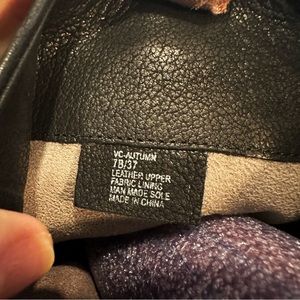 VC-AUTUMN
7B/37
LEATHER UPPER
FABRIC LINING
MAN MADE SOLE
MADE IN CHINA